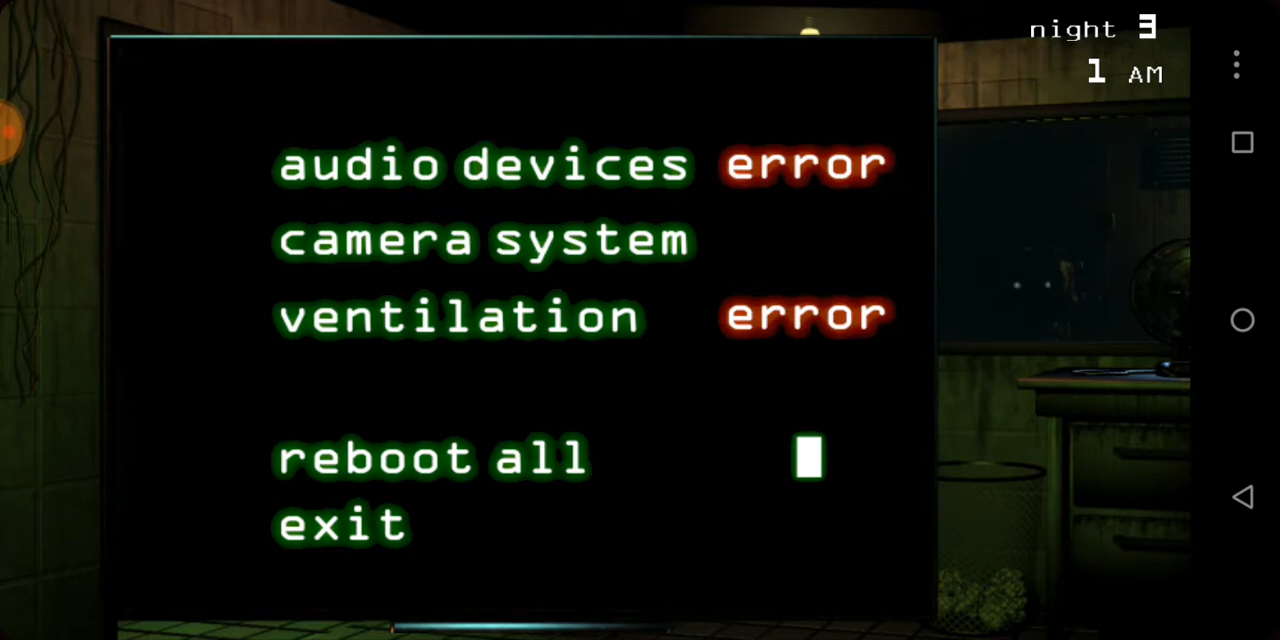 night 3
1 AM
audio devices error
camera system
ventilation error
reboot all
exit